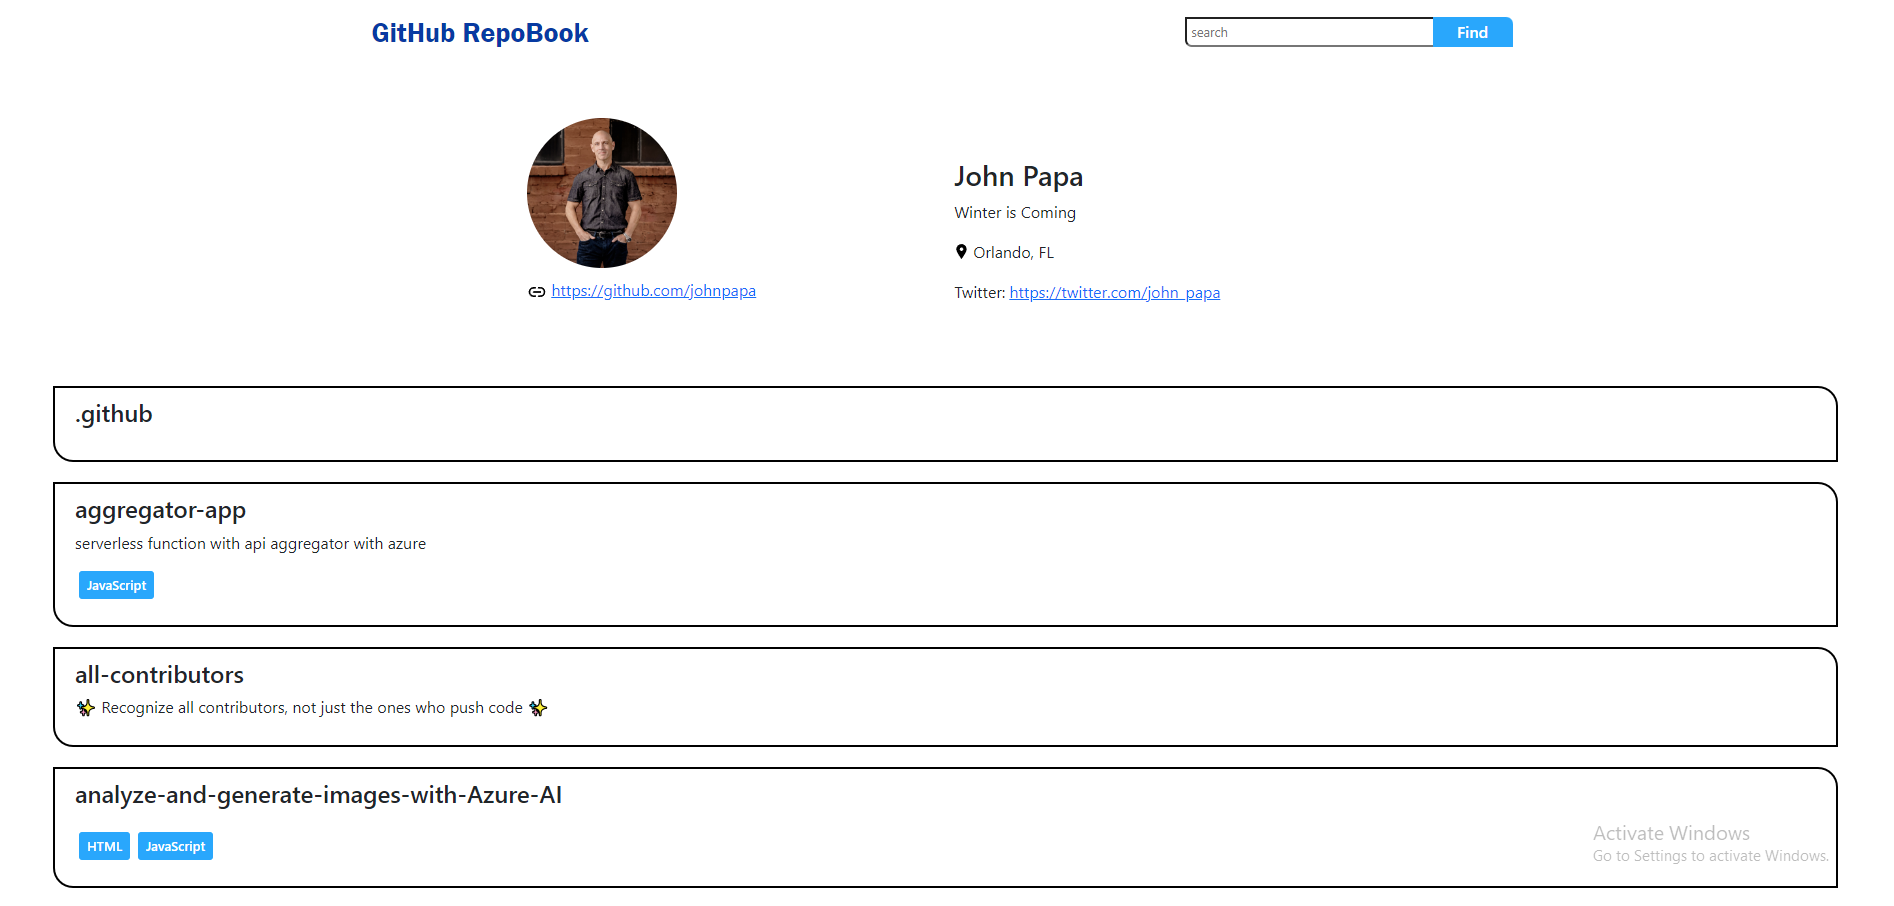 GitHub RepoBook
search
Find
John Papa
Winter is Coming
Orlando, FL
https://github.com/johnpapa
Twitter: https://twitter.com/john_papa
.github
aggregator-app
serverless function with api aggregator with azure
JavaScript
all-contributors
✨ Recognize all contributors, not just the ones who push code ✨
analyze-and-generate-images-with-Azure-AI
HTML JavaScript
Activate Windows
Go to Settings to activate Windows.